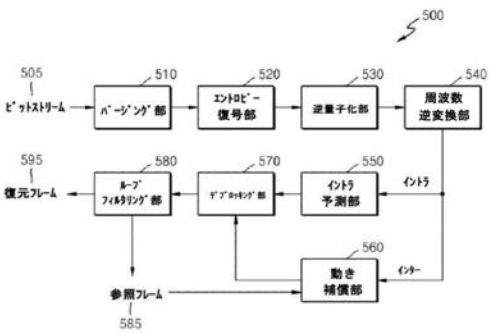 500
505
ビットストリーム
510
パージング部
520
エントロピー
復号部
530
逆量子化部
540
周波数
逆変換部
595
復元フレーム
580
ループ
フィルタリング部
570
デブロッキング部
550
イントラ
予測部
イントラ
560
動き
補償部
インター
参照フレーム
585